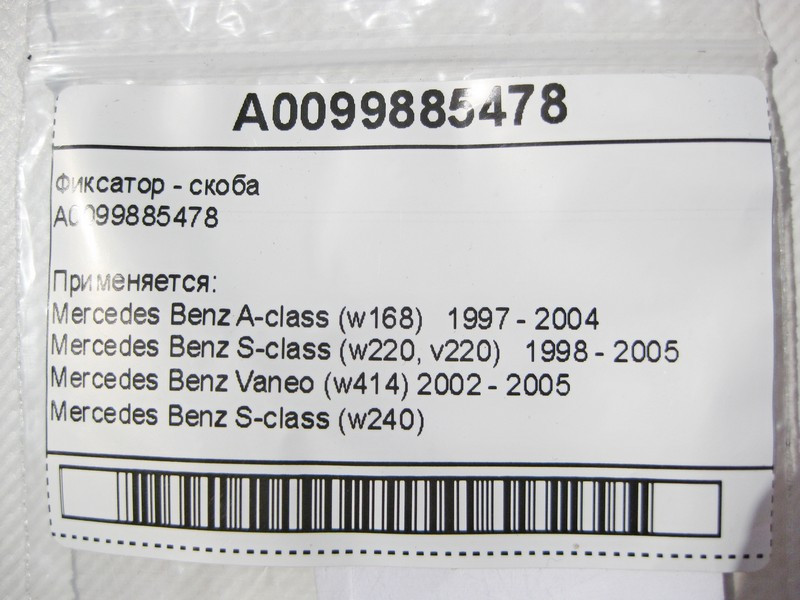 A0099885478
Фиксатор - скоба
A0099885478
Применяется:
Mercedes Benz A-class (w168) 1997 - 2004
Mercedes Benz S-class (w220, v220) 1998 - 2005
Mercedes Benz Vaneo (w414) 2002 - 2005
Mercedes Benz S-class (w240)